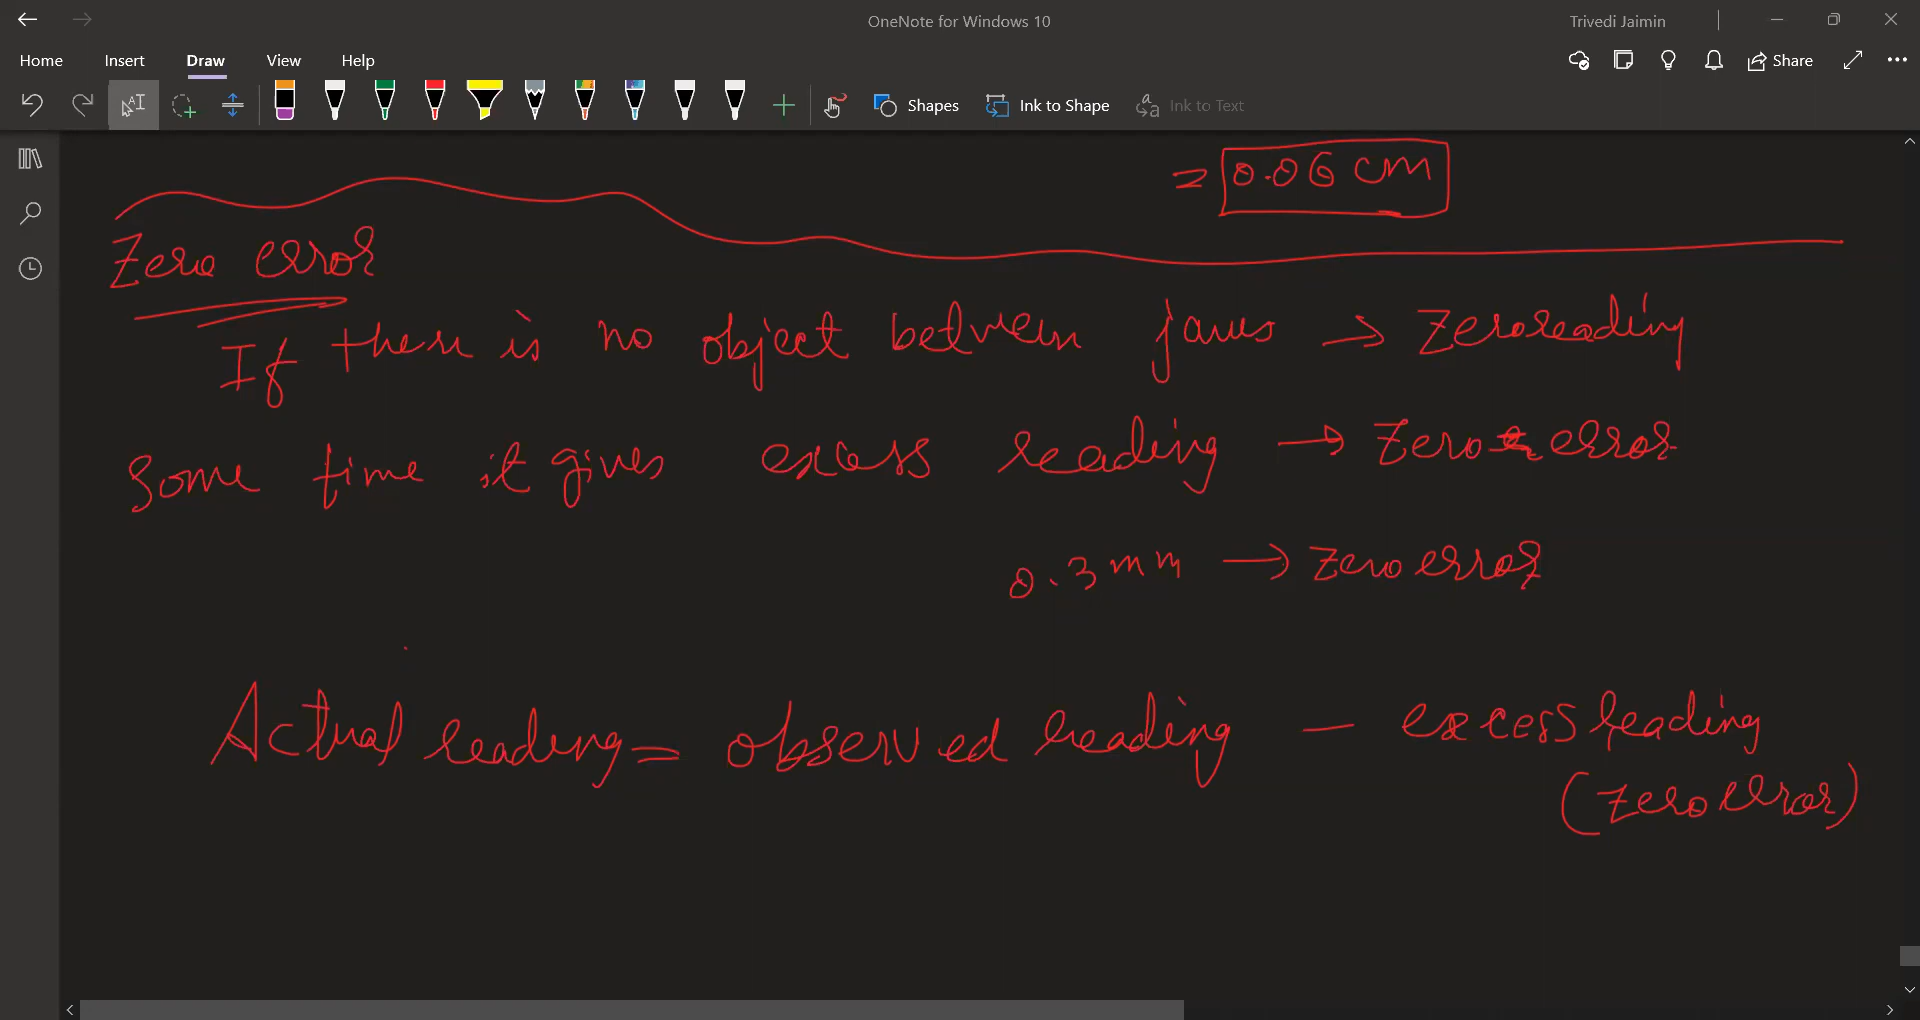 OneNote for Windows 10
Trivedi Jaimin
Home Insert Draw View Help
Share
Shapes Ink to Shape Ink to Text
= 0.06 cm
Zero error
If there is no object between jaws → Zero reading
Some time it gives excess reading → Zero error
0.3 mm → Zero error
Actual reading = observed reading - excess reading
(zero error)